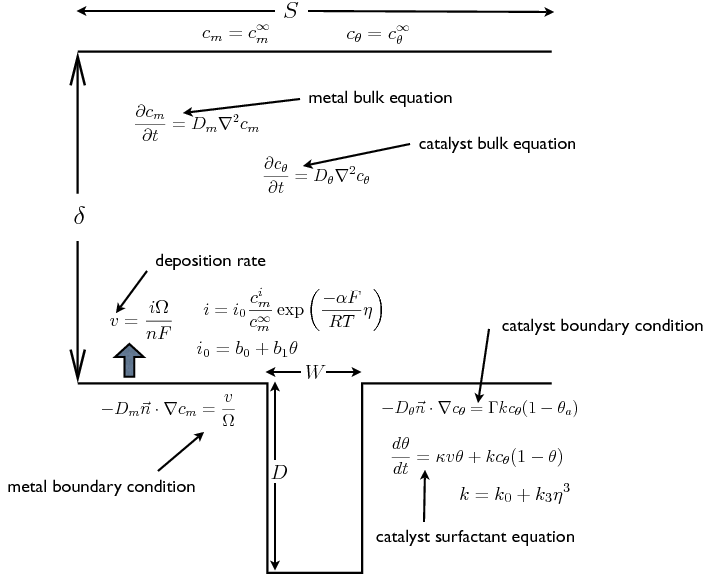 S
c_m = c_m^∞    c_θ = c_θ^∞
metal bulk equation
∂c_m/∂t = D_m∇²c_m
catalyst bulk equation
∂c_θ/∂t = D_θ∇²c_θ
δ
deposition rate
v = iΩ/nF    i = i_0 (c_m^i/c_m^∞) exp(−αF/RT η)
catalyst boundary condition
i_0 = b_0 + b_1θ
W
−D_m n⃗ · ∇c_m = v/Ω
−D_θ n⃗ · ∇c_θ = Γkc_θ(1 − θ_a)
dθ/dt = κvθ + kc_θ(1 − θ)
D
metal boundary condition
k = k_0 + k_3η³
catalyst surfactant equation